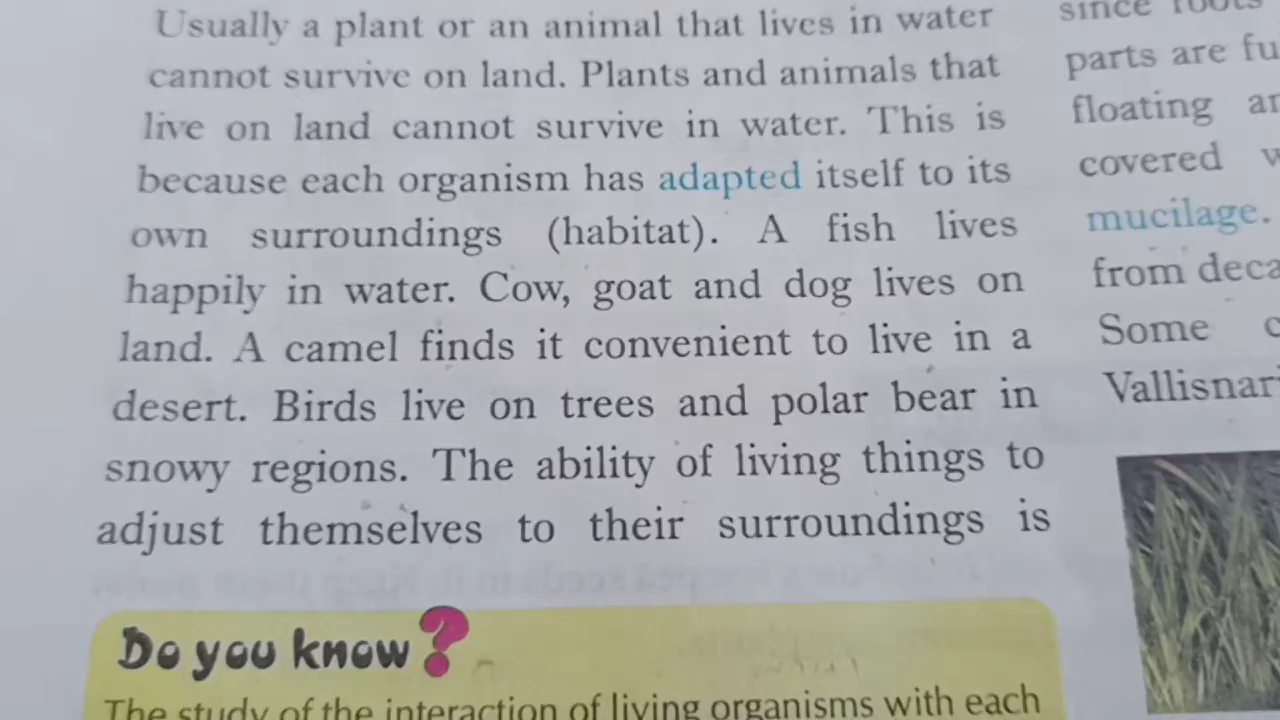 Usually a plant or an animal that lives in water
cannot survive on land. Plants and animals that
live on land cannot survive in water. This is
because each organism has adapted itself to its
own surroundings (habitat). A fish lives
happily in water. Cow, goat and dog lives on
land. A camel finds it convenient to live in a
desert. Birds live on trees and polar bear in
snowy regions. The ability of living things to
adjust themselves to their surroundings is
Do you know?
The study of the interaction of living organisms with each
since roots
parts are
floating
covered
mucilage.
from
Some